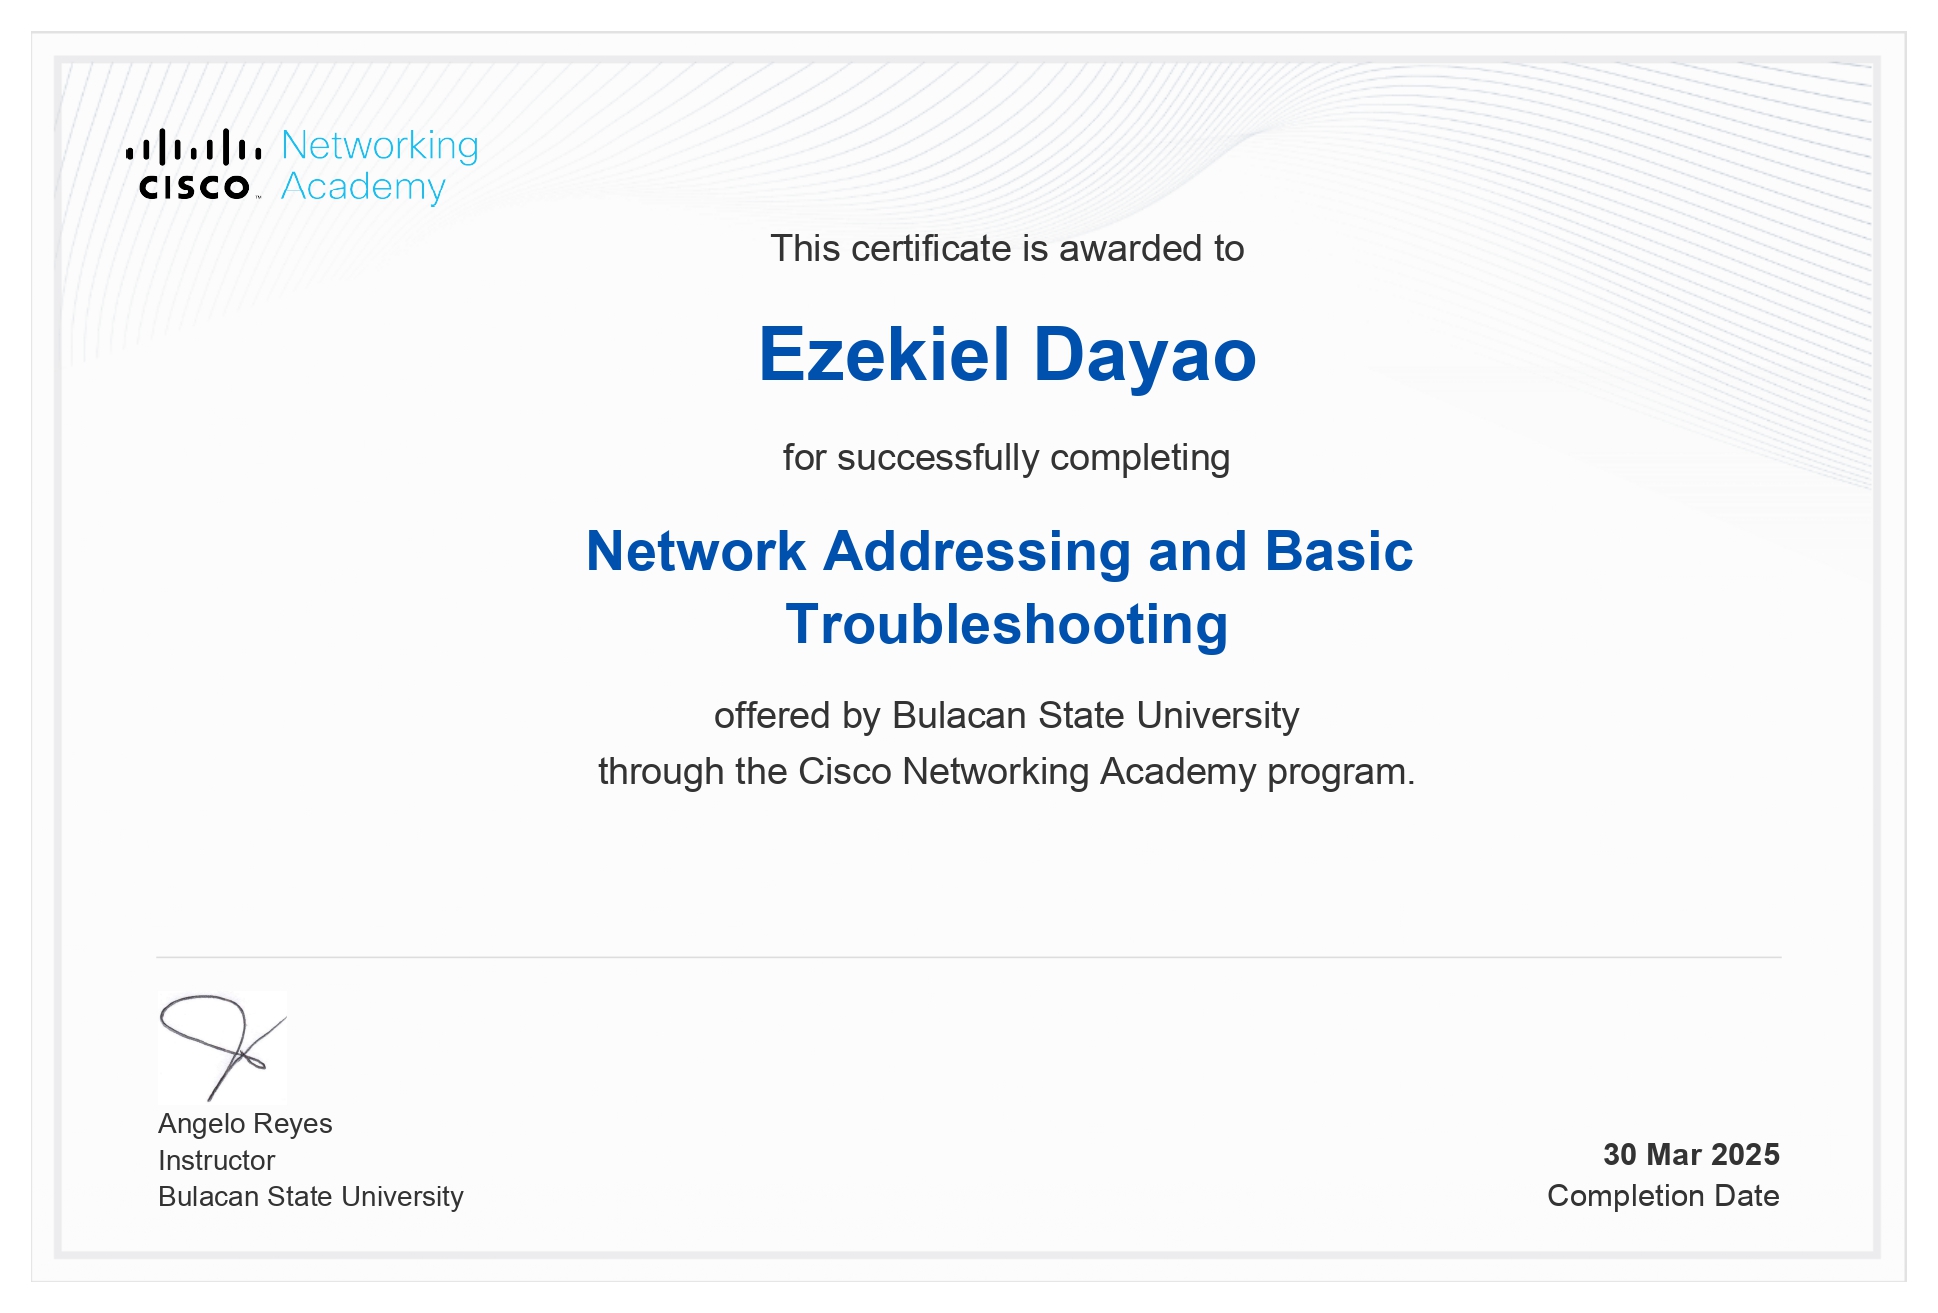 Networking
Academy
CISCO
This certificate is awarded to
Ezekiel Dayao
for successfully completing
Network Addressing and Basic
Troubleshooting
offered by Bulacan State University
through the Cisco Networking Academy program.
Angelo Reyes
Instructor
Bulacan State University
30 Mar 2025
Completion Date